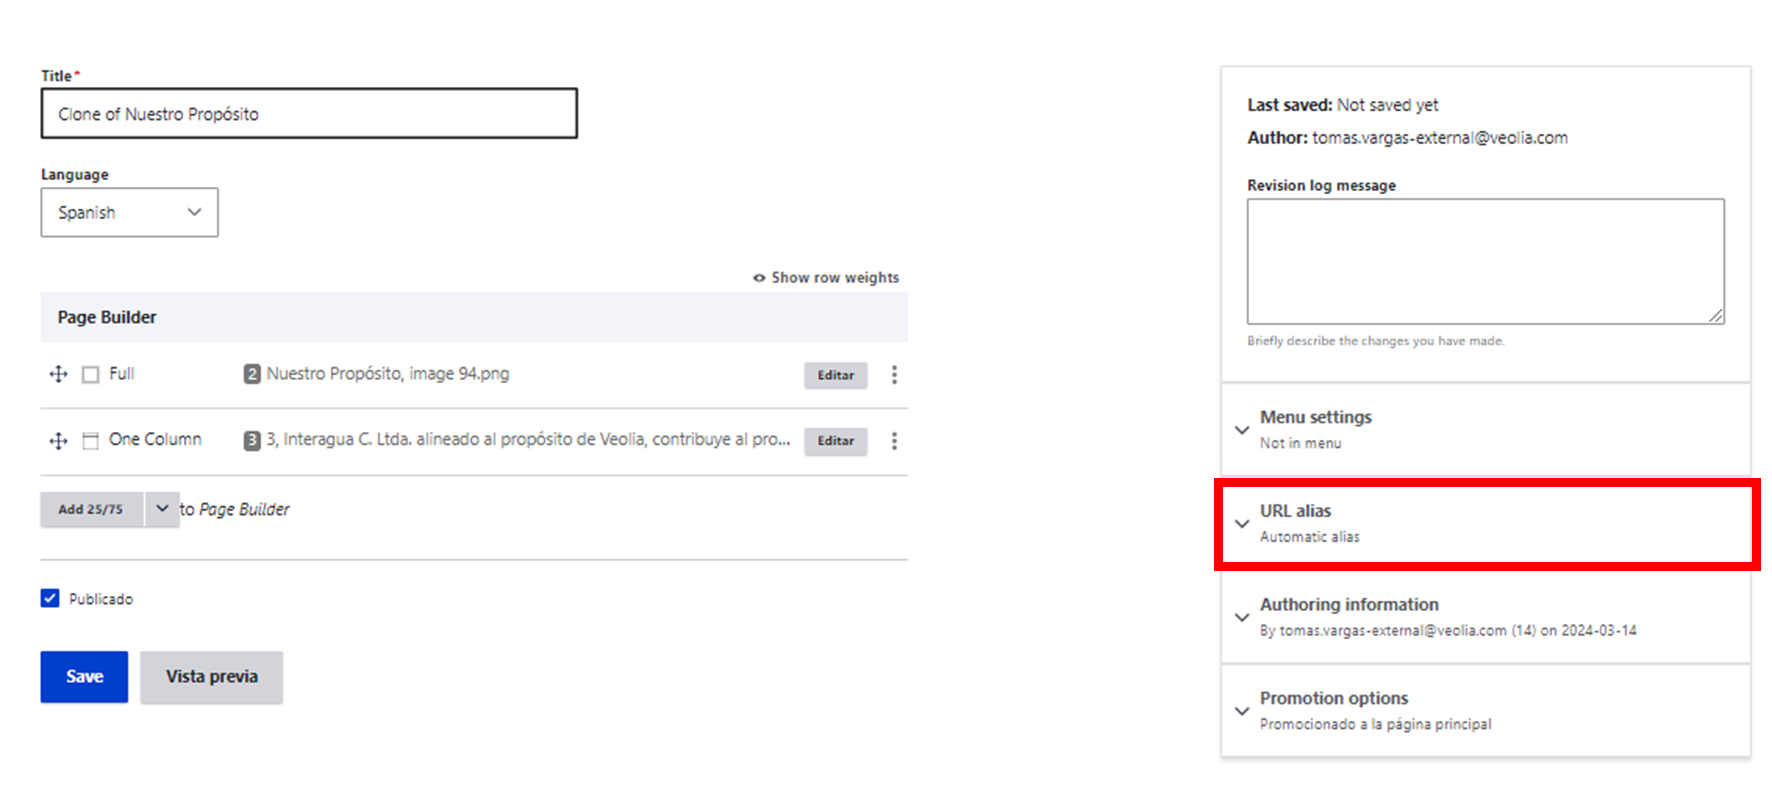 Title*
Clone of Nuestro Propósito
Language
Spanish
Show row weights
Page Builder
Full 2 Nuestro Propósito, image 94.png Editar
One Column 3 3, Interagua C. Ltda. alineado al propósito de Veolia, contribuye al pro... Editar
Add 25/75 to Page Builder
Publicado
Save Vista previa
Last saved: Not saved yet
Author: tomas.vargas-external@veolia.com
Revision log message
Briefly describe the changes you have made.
Menu settings
Not in menu
URL alias
Automatic alias
Authoring information
By tomas.vargas-external@veolia.com (14) on 2024-03-14
Promotion options
Promocionado a la página principal